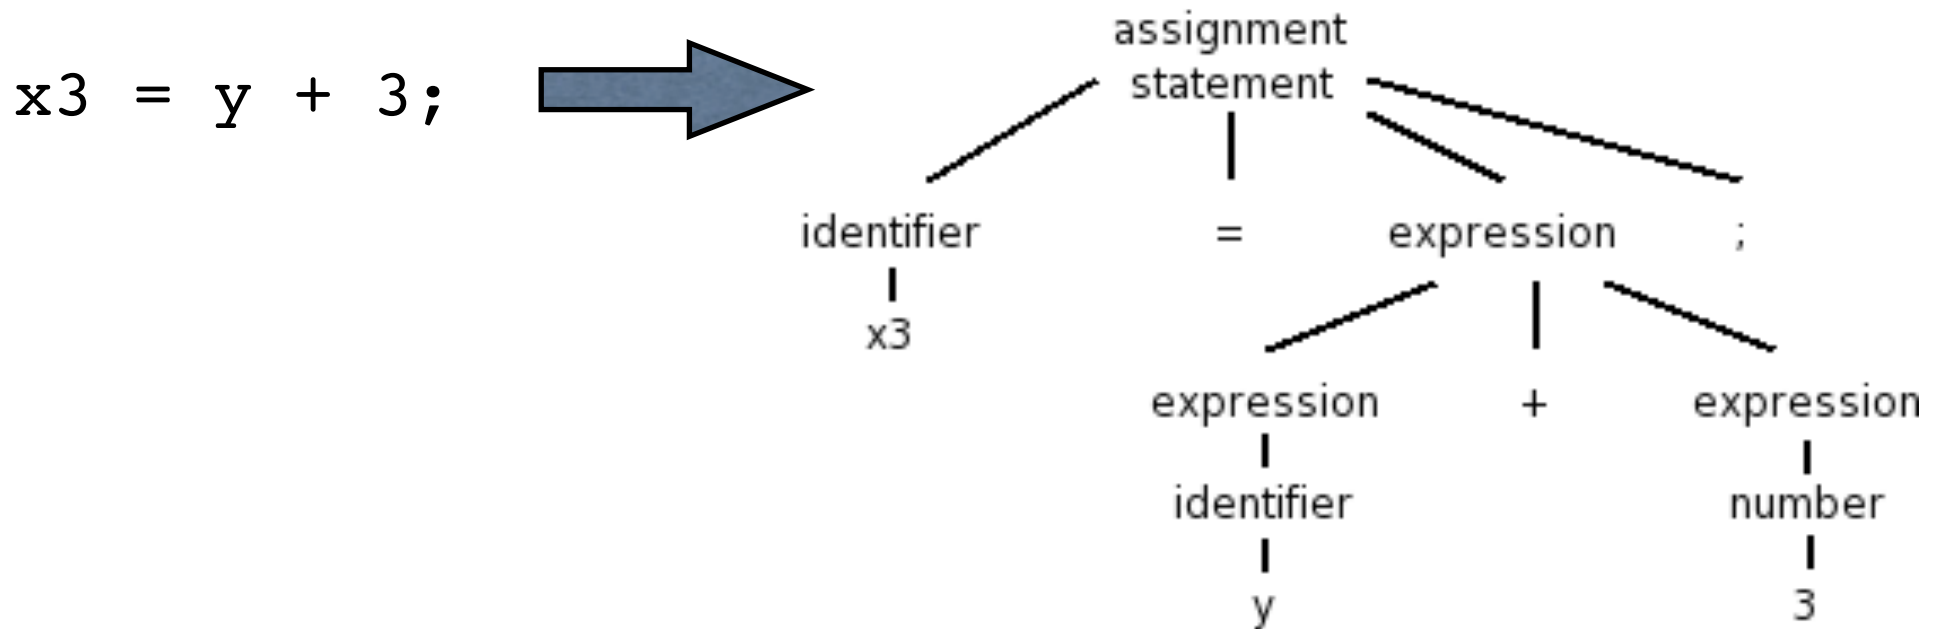 x3 = y + 3;
assignment
statement
identifier = expression ;
x3
expression + expression
identifier number
y 3